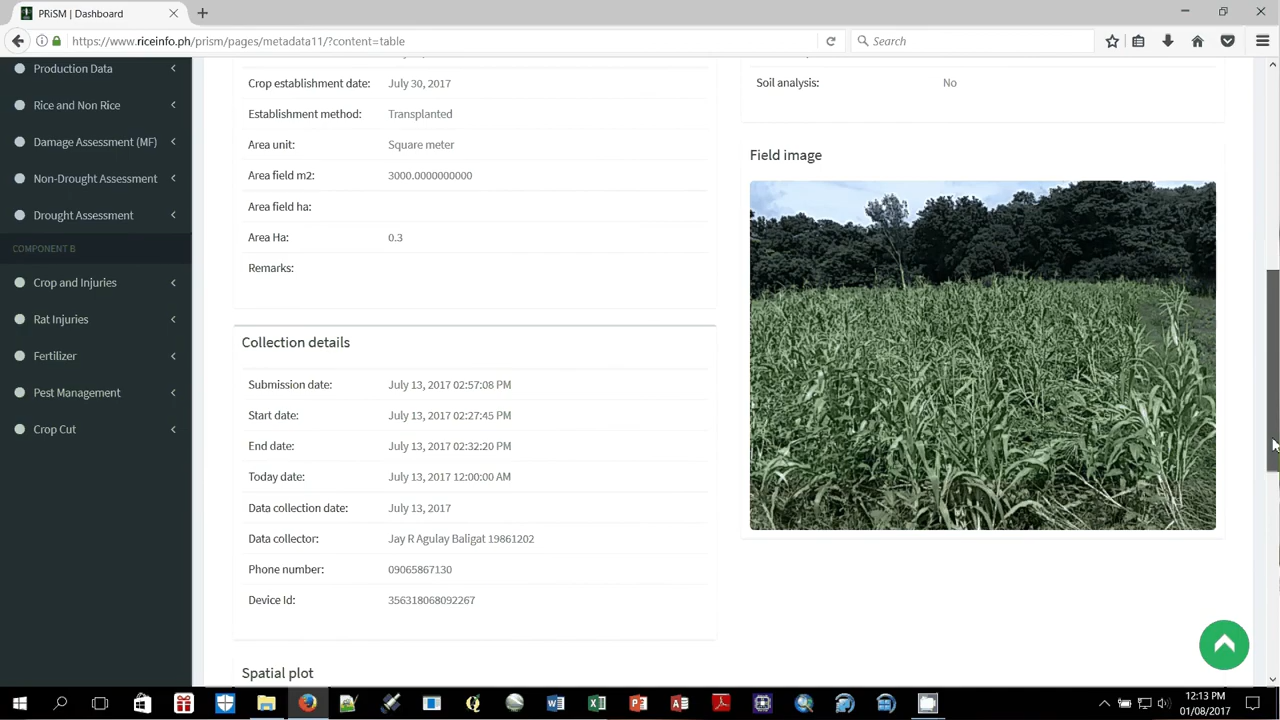 PRiSM | Dashboard
https://www.riceinfo.ph/prism/pages/metadata11/?content=table
Search
Production Data
Rice and Non Rice
Damage Assessment (MF)
Non-Drought Assessment
Drought Assessment
COMPONENT B
Crop and Injuries
Rat Injuries
Fertilizer
Pest Management
Crop Cut
Crop establishment date: July 30, 2017
Establishment method: Transplanted
Area unit: Square meter
Area field m2: 3000.0000000000
Area field ha:
Area Ha: 0.3
Remarks:
Collection details
Submission date: July 13, 2017 02:57:08 PM
Start date: July 13, 2017 02:27:45 PM
End date: July 13, 2017 02:32:20 PM
Today date: July 13, 2017 12:00:00 AM
Data collection date: July 13, 2017
Data collector: Jay R Agulay Baligat 19861202
Phone number: 09065867130
Device Id: 356318068092267
Spatial plot
Soil analysis: No
Field image
12:13 PM
01/08/2017